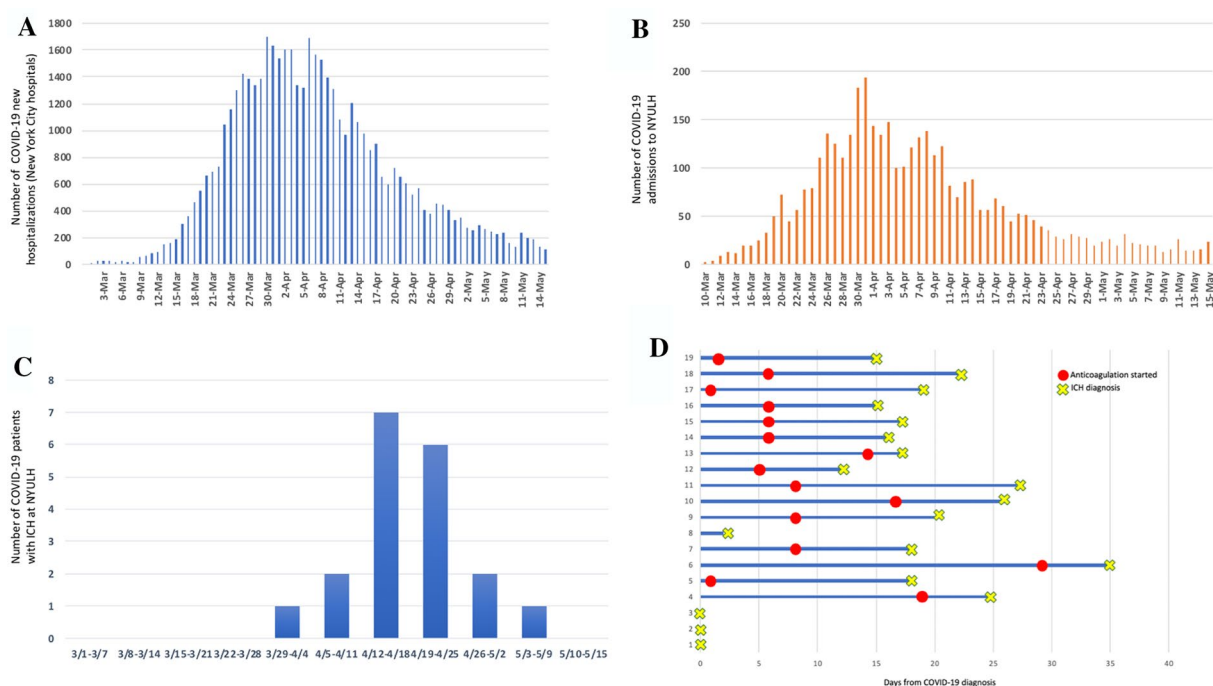 A
Number of COVID-19 new
hospitalizations (New York City hospitals)
1800
1600
1400
1200
1000
800
600
400
200
0
3-Mar
6-Mar
9-Mar
12-Mar
15-Mar
18-Mar
21-Mar
24-Mar
27-Mar
30-Mar
2-Apr
5-Apr
8-Apr
11-Apr
14-Apr
17-Apr
20-Apr
23-Apr
26-Apr
29-Apr
2-May
5-May
8-May
11-May
14-May
B
Number of COVID-19
admissions to NYULH
250
200
150
100
50
0
10-Mar
12-Mar
14-Mar
16-Mar
18-Mar
20-Mar
22-Mar
24-Mar
26-Mar
28-Mar
30-Mar
1-Apr
3-Apr
5-Apr
7-Apr
9-Apr
11-Apr
13-Apr
15-Apr
17-Apr
19-Apr
21-Apr
23-Apr
25-Apr
27-Apr
29-Apr
1-May
3-May
5-May
7-May
9-May
11-May
13-May
15-May
C
Number of COVID-19 patients
with ICH at NYULH
8
7
6
5
4
3
2
1
0
3/1-3/7 3/8-3/14 3/15-3/21 3/22-3/28 3/29-4/4 4/5-4/11 4/12-4/18 4/19-4/25 4/26-5/2 5/3-5/9 5/10-5/15
D
Anticoagulation started
ICH diagnosis
19
18
17
16
15
14
13
12
11
10
9
8
7
6
5
4
3
2
1
0 5 10 15 20 25 30 35 40
Days from COVID-19 diagnosis